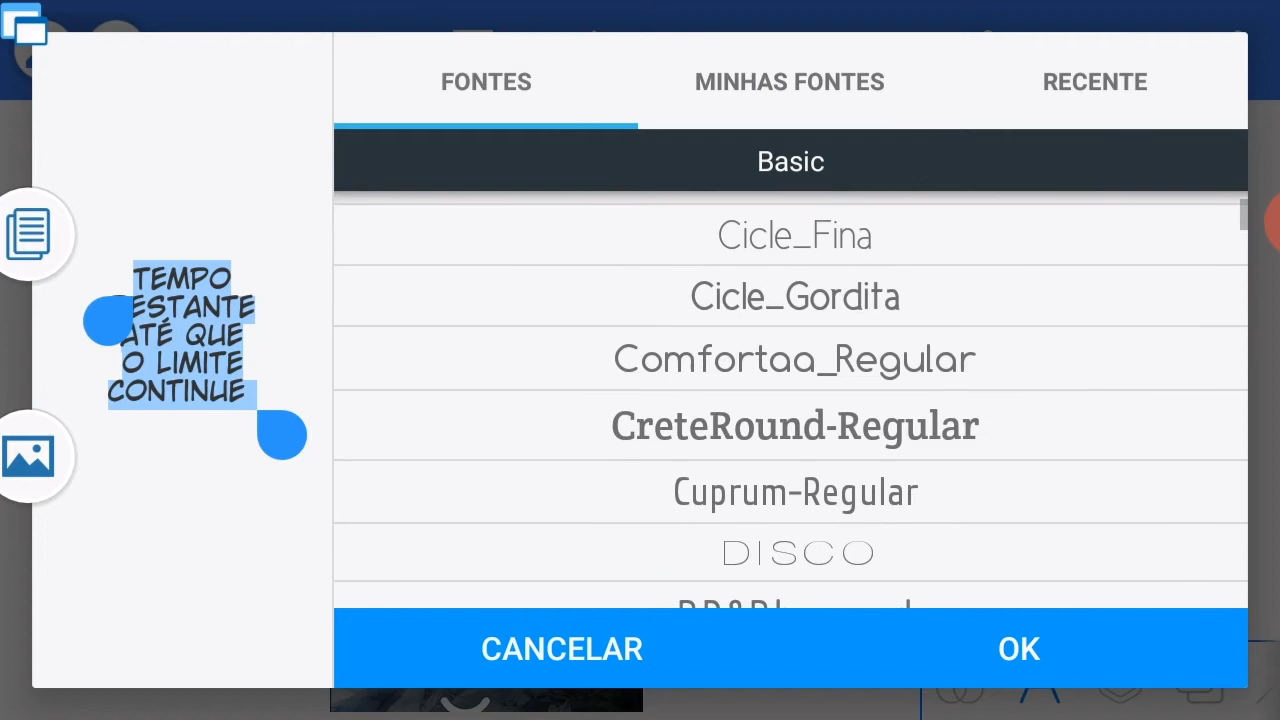 FONTES
MINHAS FONTES
RECENTE
Basic
Cicle_Fina
Cicle_Gordita
Comfortaa_Regular
CreteRound-Regular
Cuprum-Regular
DISCO
TEMPO
ESTANTE
ATÉ QUE
O LIMITE
CONTINUE
CANCELAR
OK